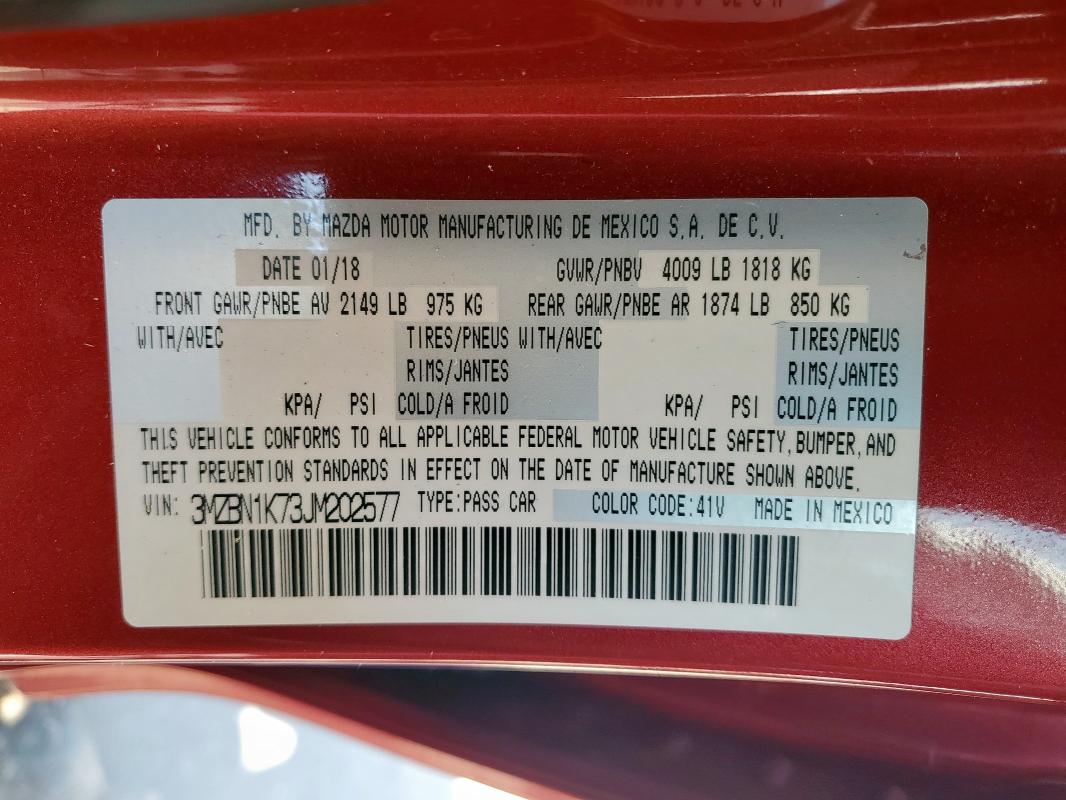 MFD. BY MAZDA MOTOR MANUFACTURING DE MEXICO S.A. DE C.V.
DATE 01/18 GVWR/PNBV 4009 LB 1818 KG
FRONT GAWR/PNBE AV 2149 LB 975 KG REAR GAWR/PNBE AR 1874 LB 850 KG
WITH/AVEC TIRES/PNEUS WITH/AVEC TIRES/PNEUS
RIMS/JANTES RIMS/JANTES
KPA/ PSI COLD/A FROID KPA/ PSI COLD/A FROID
THIS VEHICLE CONFORMS TO ALL APPLICABLE FEDERAL MOTOR VEHICLE SAFETY, BUMPER, AND
THEFT PREVENTION STANDARDS IN EFFECT ON THE DATE OF MANUFACTURE SHOWN ABOVE.
VIN: 3MZBN1K73JM202577 TYPE:PASS CAR COLOR CODE:41V MADE IN MEXICO